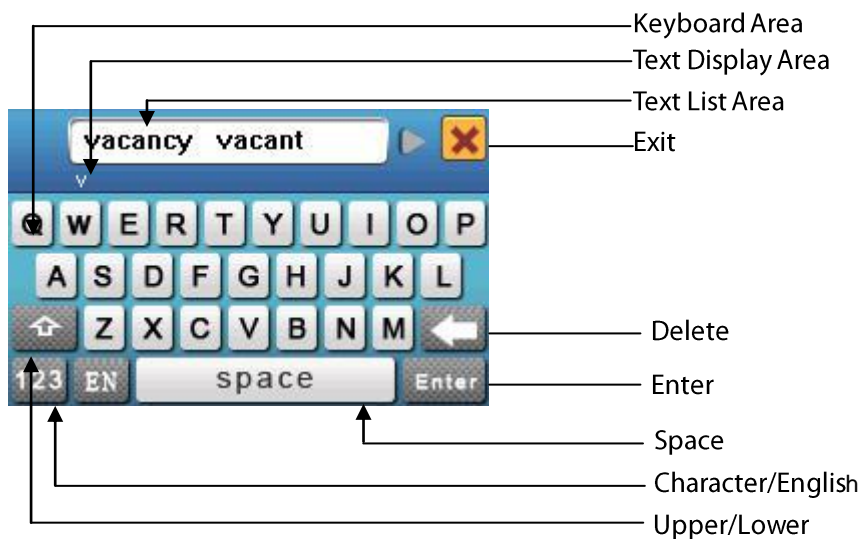 Keyboard Area
Text Display Area
Text List Area
vacancy vacant
Exit
v
Q W E R T Y U I O P
A S D F G H J K L
Z X C V B N M
Delete
123 EN space Enter
Enter
Space
Character/English
Upper/Lower